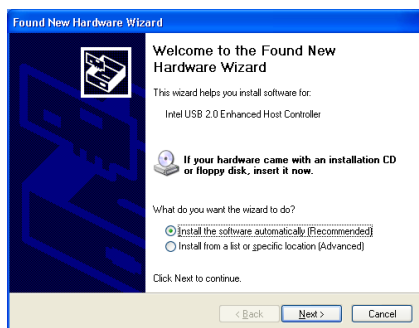 Found New Hardware Wizard
Welcome to the Found New
Hardware Wizard
This wizard helps you install software for:
Intel USB 2.0 Enhanced Host Controller
If your hardware came with an installation CD
or floppy disk, insert it now.
What do you want the wizard to do?
Install the software automatically (Recommended)
Install from a list or specific location (Advanced)
Click Next to continue.
< Back Next > Cancel